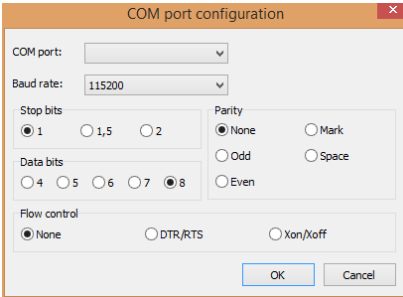 COM port configuration
COM port:
Baud rate: 115200
Stop bits
1 1,5 2
Parity
None Mark
Odd Space
Even
Data bits
4 5 6 7 8
Flow control
None DTR/RTS Xon/Xoff
OK Cancel